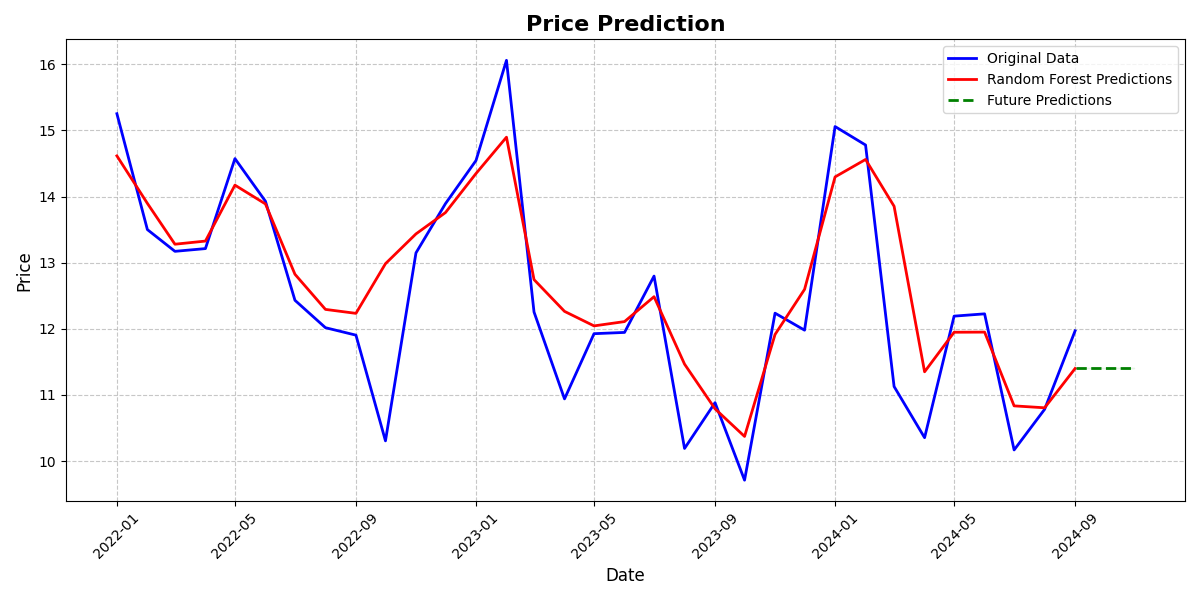 Price Prediction
Original Data
Random Forest Predictions
Future Predictions
Price
16
15
14
13
12
11
10
2022-01
2022-05
2022-09
2023-01
2023-05
2023-09
2024-01
2024-05
2024-09
Date